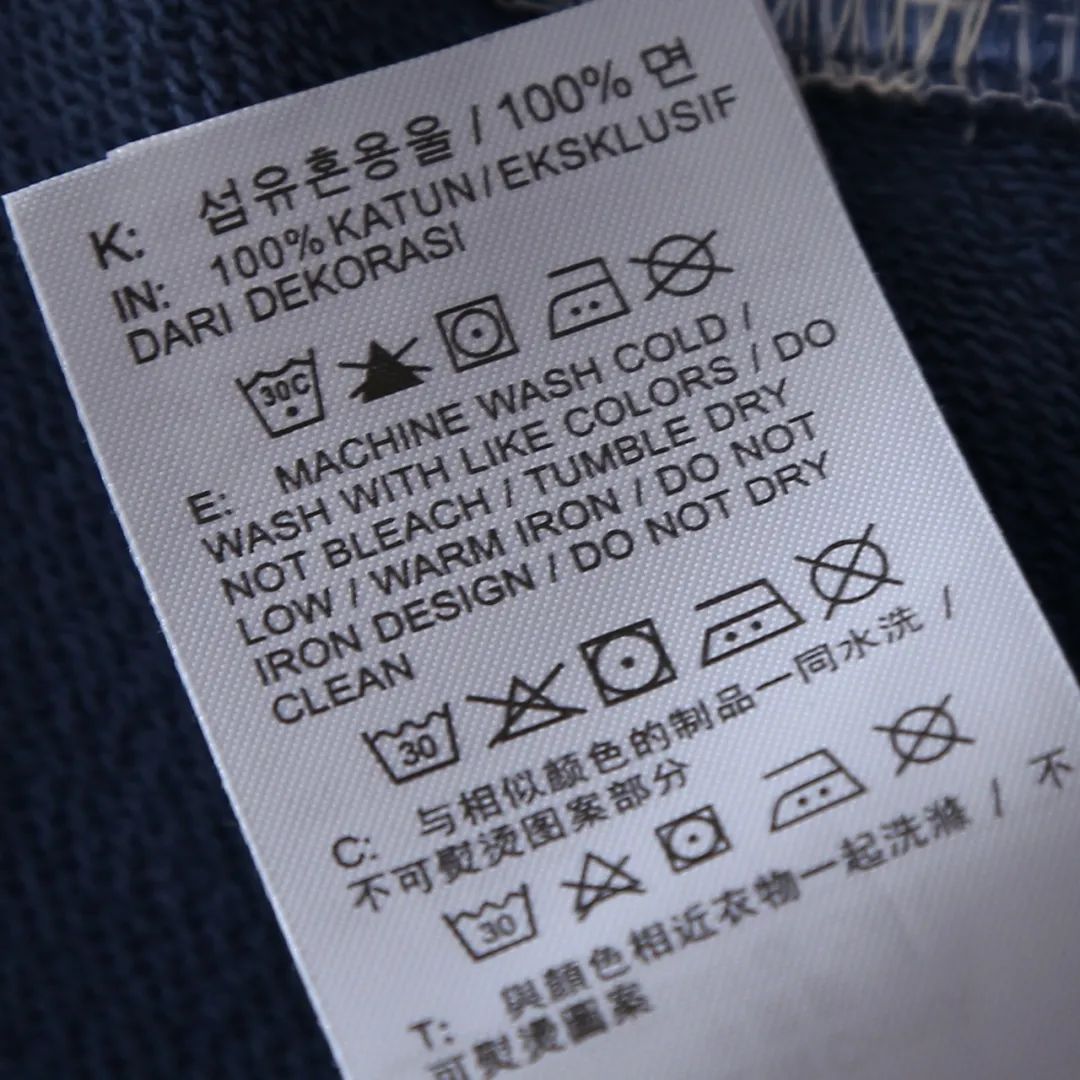 K: 섬유혼용율 / 100% 면
IN: 100% KATUN / EKSKLUSIF
DARI DEKORASI
30C
E: MACHINE WASH COLD /
WASH WITH LIKE COLORS / DO
NOT BLEACH / TUMBLE DRY
LOW / WARM IRON / DO NOT
IRON DESIGN / DO NOT DRY
CLEAN
30
C: 与相似颜色的制品一同水洗 /
不可熨烫图案部分
30
T: 與顏色相近衣物一起洗滌 / 不
可熨燙圖案